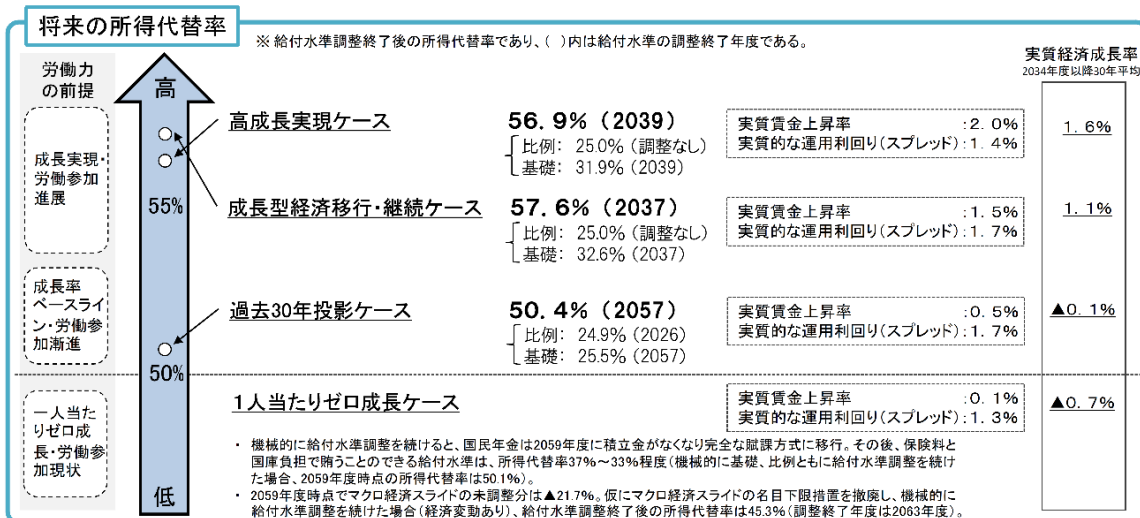 将来の所得代替率
※ 給付水準調整終了後の所得代替率であり、( )内は給付水準の調整終了年度である。
労働力
の前提
高
実質経済成長率
2034年度以降30年平均
成長実現・
労働参加
進展
55%
高成長実現ケース
56.9% (2039)
比例: 25.0% (調整なし)
基礎: 31.9% (2039)
実質賃金上昇率 :2.0%
実質的な運用利回り(スプレッド):1.4%
1.6%
成長型経済移行・継続ケース
57.6% (2037)
比例: 25.0% (調整なし)
基礎: 32.6% (2037)
実質賃金上昇率 :1.5%
実質的な運用利回り(スプレッド):1.7%
1.1%
成長率
ベースライ
ン・労働参
加漸進
過去30年投影ケース
50.4% (2057)
比例: 24.9% (2026)
基礎: 25.5% (2057)
実質賃金上昇率 :0.5%
実質的な運用利回り(スプレッド):1.7%
▲0.1%
50%
一人当た
りゼロ成
長・労働参
加現状
1人当たりゼロ成長ケース
実質賃金上昇率 :0.1%
実質的な運用利回り(スプレッド):1.3%
▲0.7%
低
・ 機械的に給付水準調整を続けると、国民年金は2059年度に積立金がなくなり完全な賦課方式に移行。その後、保険料と
国庫負担で賄うことのできる給付水準は、所得代替率37%~33%程度(機械的に基礎、比例ともに給付水準調整を続け
た場合、2059年度時点の所得代替率は50.1%)。
・ 2059年度時点でマクロ経済スライドの未調整分は▲21.7%。仮にマクロ経済スライドの名目下限措置を撤廃し、機械的に
給付水準調整を続けた場合(経済変動あり)、給付水準調整終了後の所得代替率は45.3%(調整終了年度は2063年度)。